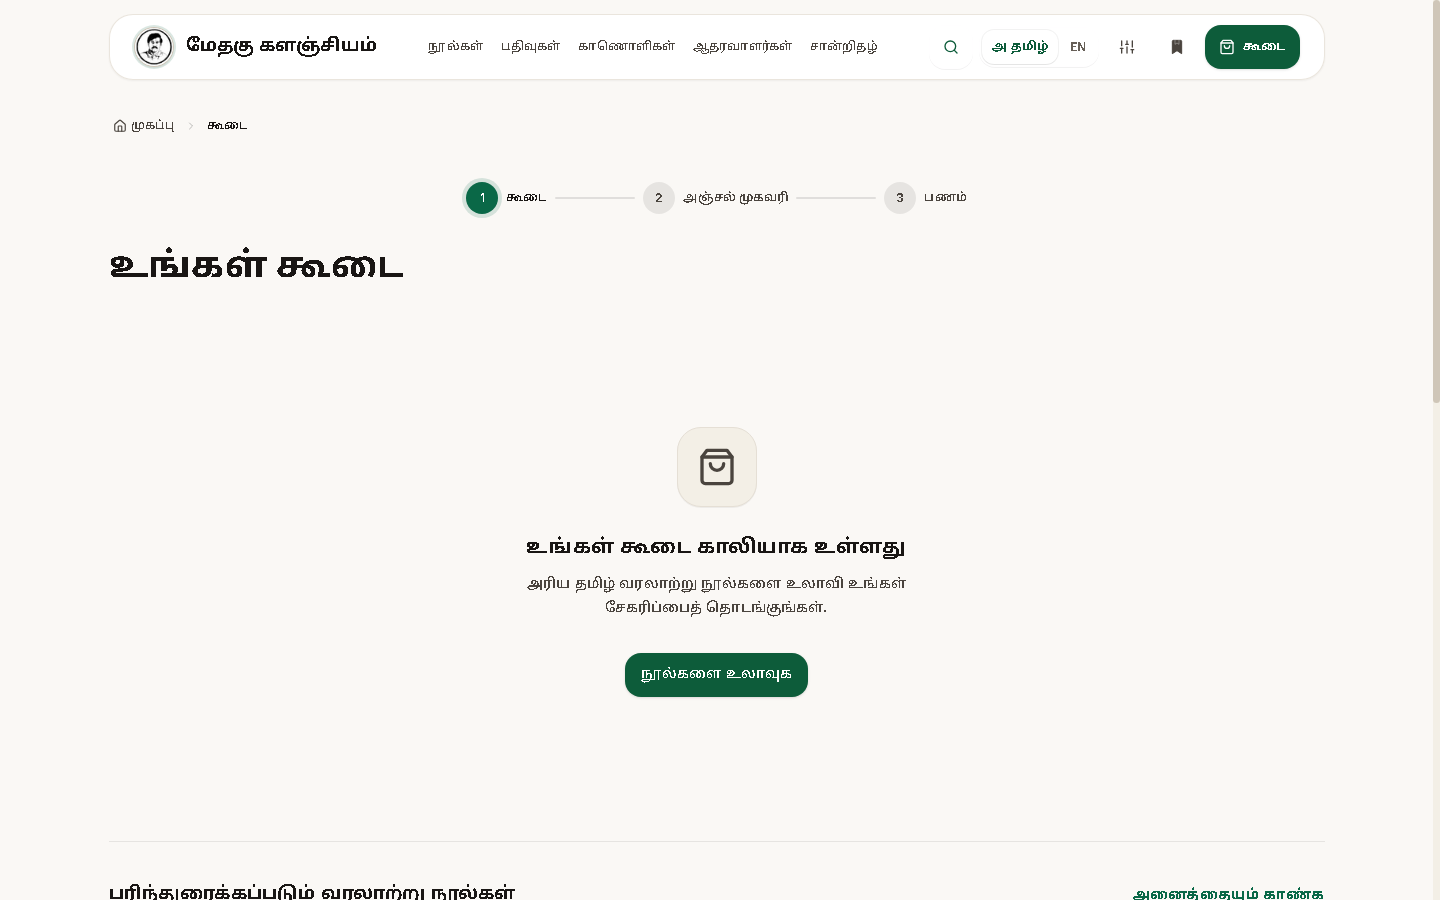 மேதகு களஞ்சியம்
நூல்கள் பதிவுகள் காணொளிகள் ஆதரவாளர்கள் சான்றிதழ்
அ தமிழ் EN
கூடை
முகப்பு > கூடை
1 கூடை 2 அஞ்சல் முகவரி 3 பணம்
உங்கள் கூடை
உங்கள் கூடை காலியாக உள்ளது
அரிய தமிழ் வரலாற்று நூல்களை உலாவி உங்கள்
சேகரிப்பைத் தொடங்குங்கள்.
நூல்களை உலாவுக
பரிந்துரைக்கப்படும் வரலாற்று நூல்கள்
அனைத்தையும் காண்க